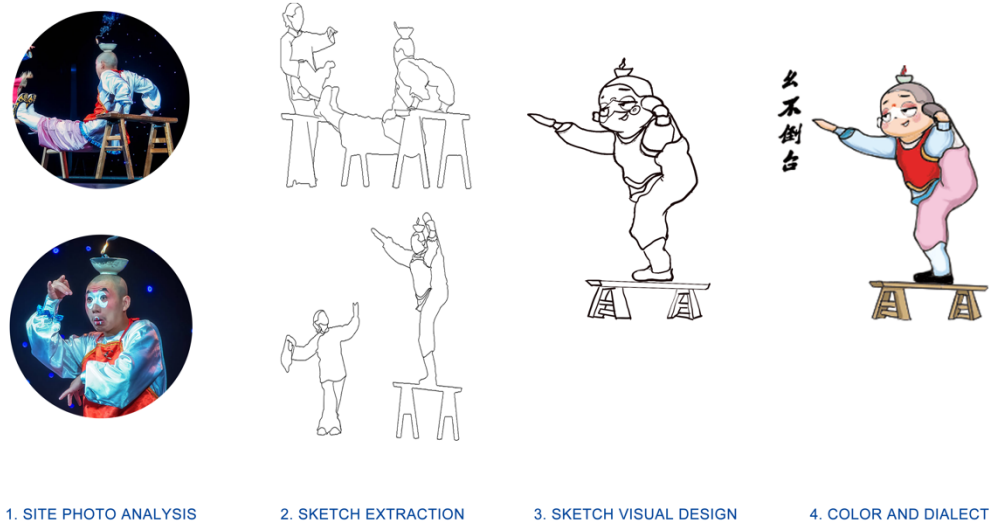 幺不倒台
1. SITE PHOTO ANALYSIS
2. SKETCH EXTRACTION
3. SKETCH VISUAL DESIGN
4. COLOR AND DIALECT